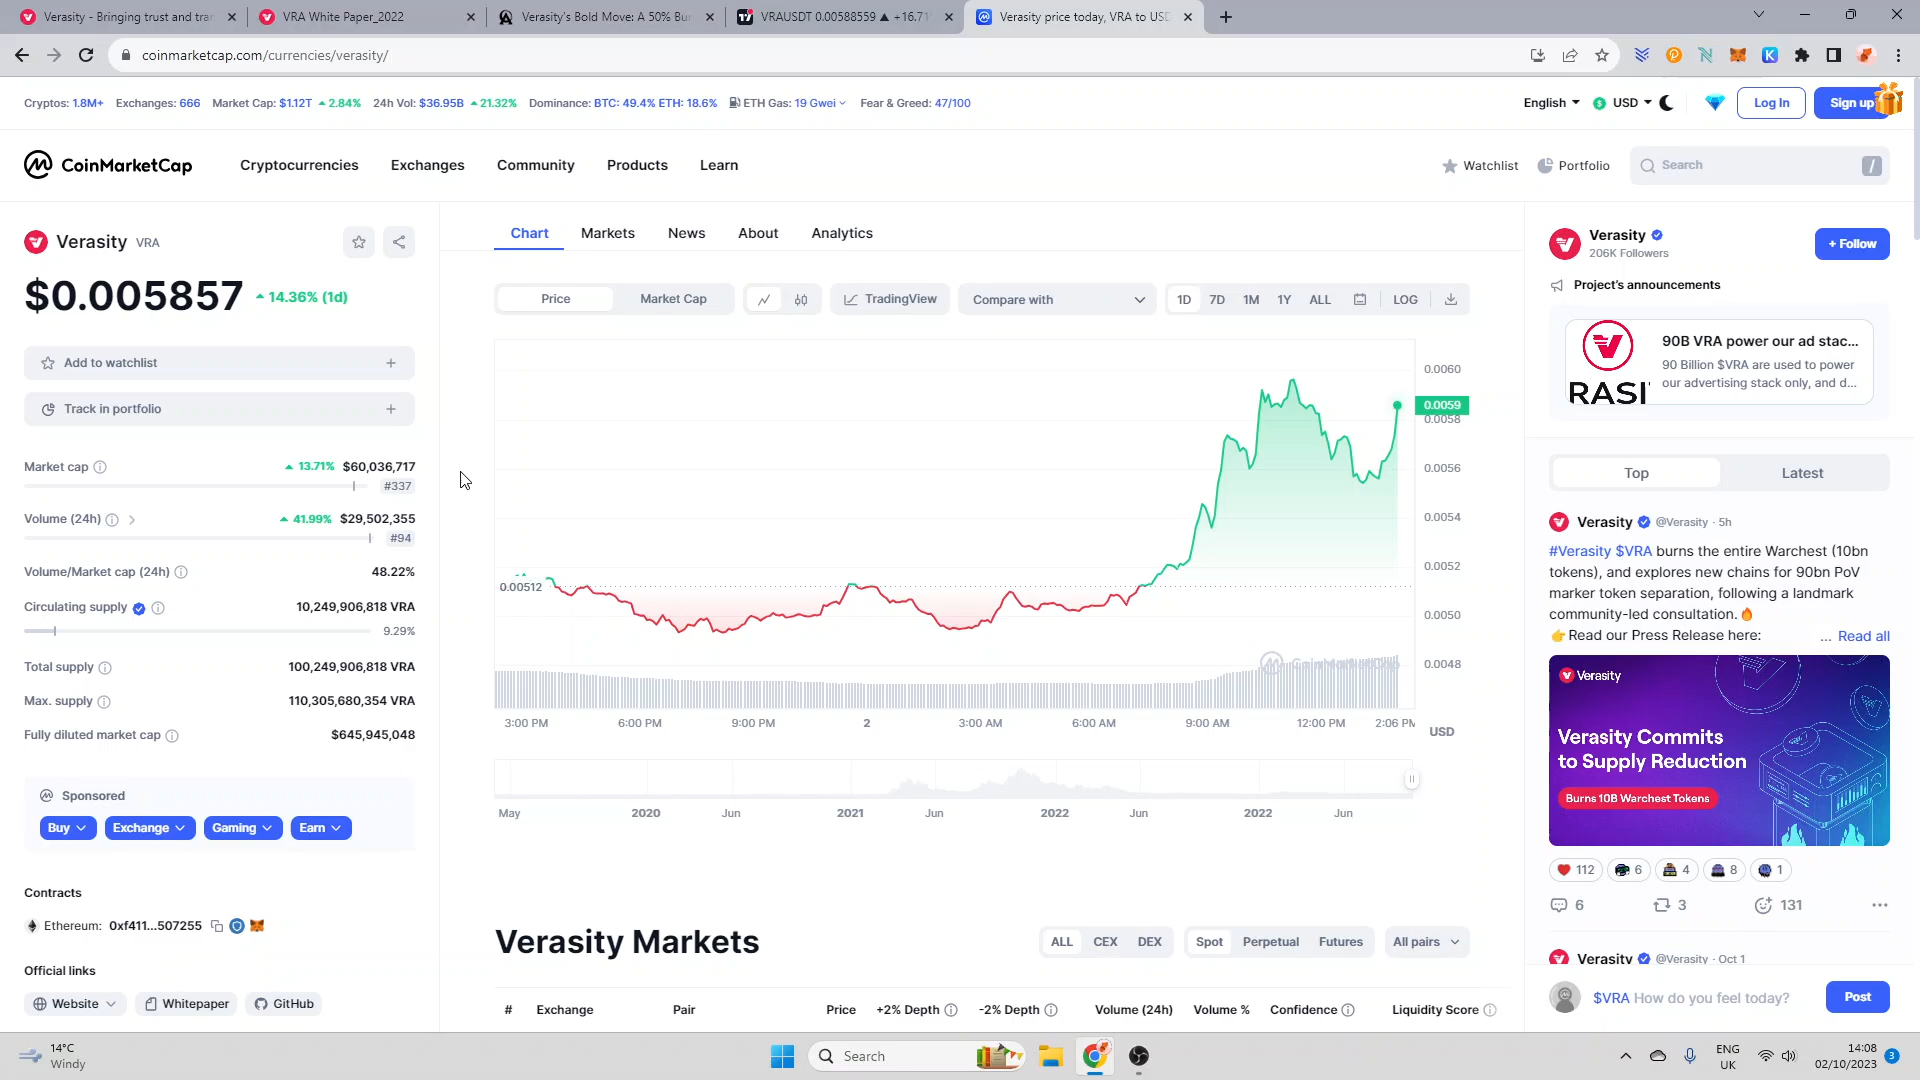 Verasity - Bringing trust and tra
VRA White Paper_2022
Verasity's Bold Move: A 50% Bu
VRAUSDT 0.00588559 ▲ +16.71
Verasity price today, VRA to USD
coinmarketcap.com/currencies/verasity/
Cryptos: 1.8M+ Exchanges: 666 Market Cap: $1.12T 2.84% 24h Vol: $36.95B 21.32% Dominance: BTC: 49.4% ETH: 18.6% ETH Gas: 19 Gwei Fear & Greed: 47/100
English USD Log In Sign up
CoinMarketCap Cryptocurrencies Exchanges Community Products Learn
Watchlist Portfolio Search /
Verasity VRA
$0.005857 14.36% (1d)
Add to watchlist +
Track in portfolio +
Market cap 13.71% $60,036,717
#337
Volume (24h) 41.99% $29,502,355
#94
Volume/Market cap (24h) 48.22%
Circulating supply 10,249,906,818 VRA
9.29%
Total supply 100,249,906,818 VRA
Max. supply 110,305,680,354 VRA
Fully diluted market cap $645,945,048
Sponsored
Buy Exchange Gaming Earn
Contracts
Ethereum: 0xf411...507255
Official links
Website Whitepaper GitHub
Chart Markets News About Analytics
Price Market Cap TradingView Compare with 1D 7D 1M 1Y ALL LOG
0.0060
0.0059
0.0058
0.0056
0.0054
0.0052
0.0050
0.0048
0.00512
CoinMarketCap
3:00 PM 6:00 PM 9:00 PM 2 3:00 AM 6:00 AM 9:00 AM 12:00 PM 2:06 PM
USD
May 2020 Jun 2021 Jun 2022 Jun 2022 Jun
Verasity Markets
ALL CEX DEX Spot Perpetual Futures All pairs
# Exchange Pair Price +2% Depth -2% Depth Volume (24h) Volume % Confidence Liquidity Score
Verasity
206K Followers
+ Follow
Project's announcements
RASI
90B VRA power our ad stac...
90 Billion $VRA are used to power
our advertising stack only, and d...
Top Latest
Verasity @Verasity · 5h
#Verasity $VRA burns the entire Warchest (10bn
tokens), and explores new chains for 90bn PoV
marker token separation, following a landmark
community-led consultation.
Read our Press Release here: ... Read all
Verasity
Verasity Commits
to Supply Reduction
Burns 10B Warchest Tokens
112 6 4 8 1
6 3 131
Verasity @Verasity · Oct 1
$VRA How do you feel today? Post
14°C
Windy
Search
ENG
UK
14:08
02/10/2023
3